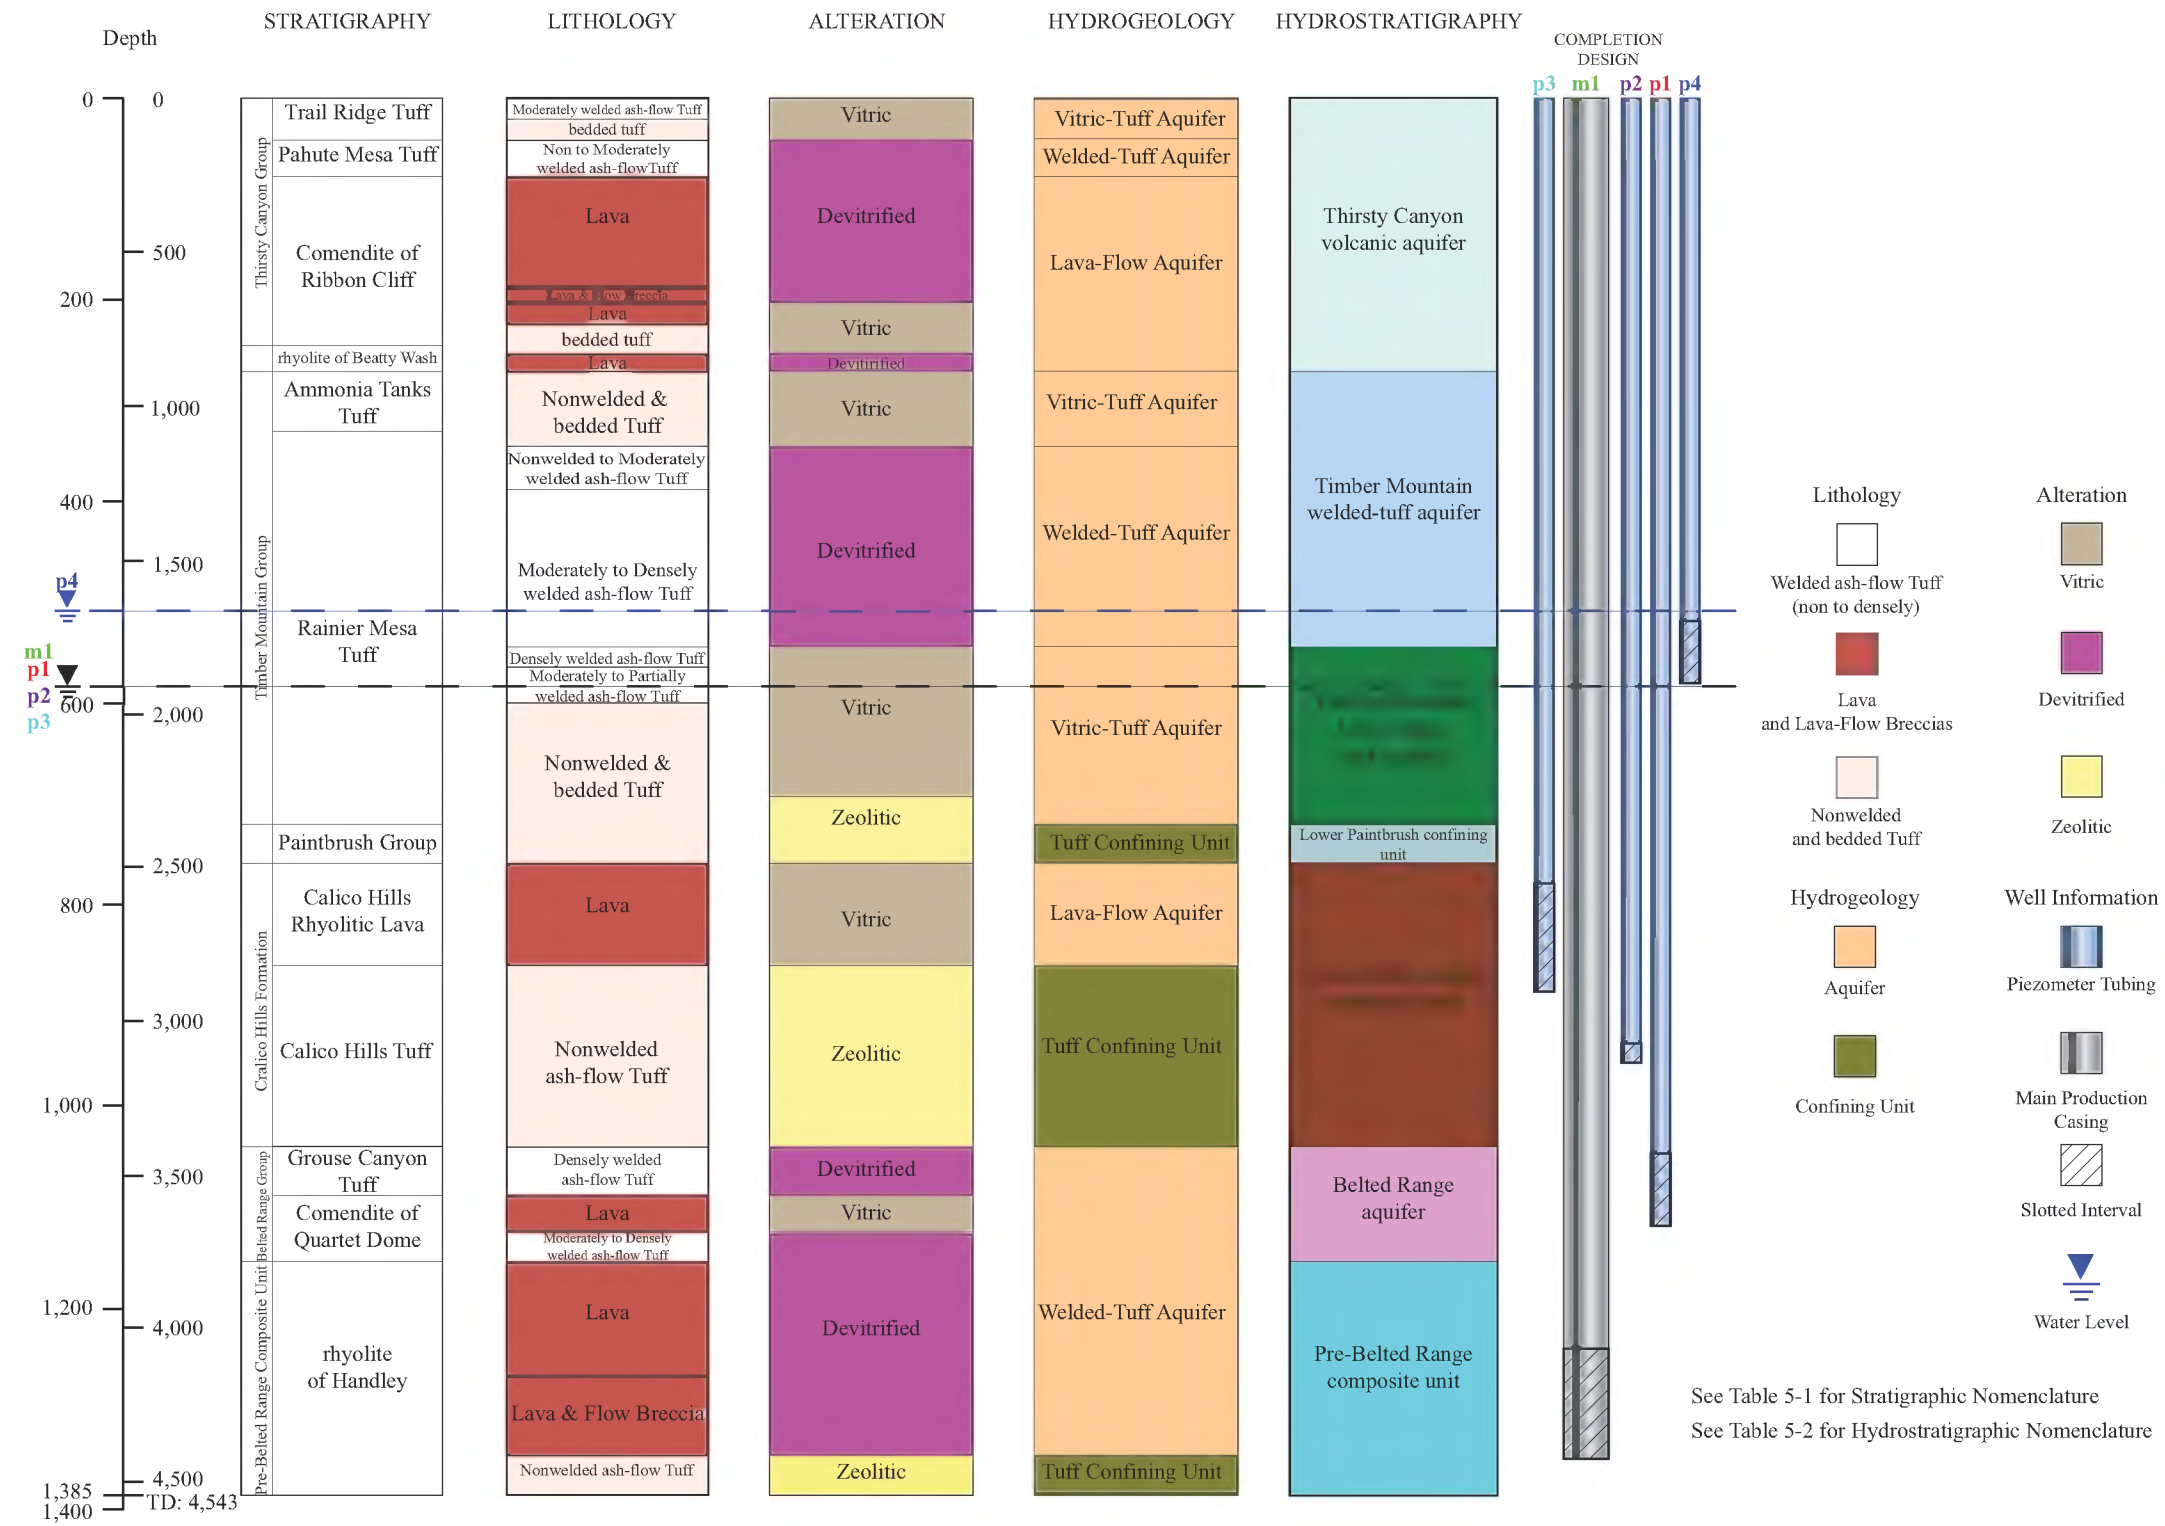 STRATIGRAPHY
LITHOLOGY
ALTERATION
HYDROGEOLOGY
HYDROSTRATIGRAPHY
COMPLETION
DESIGN
Depth
p3
m1
p2
p1
p4
0
200
400
600
800
1,000
1,200
1,385
1,400
0
500
1,000
1,500
2,000
2,500
3,000
3,500
4,000
4,500
TD: 4,543
p4
m1
p1
p2
p3
Thirsty Canyon Group
Timber Mountain Group
Cralico Hills Formation
Belted Range Group
Pre-Belted Range Composite Unit
Trail Ridge Tuff
Pahute Mesa Tuff
Comendite of
Ribbon Cliff
rhyolite of Beatty Wash
Ammonia Tanks
Tuff
Rainier Mesa
Tuff
Paintbrush Group
Calico Hills
Rhyolitic Lava
Calico Hills Tuff
Grouse Canyon
Tuff
Comendite of
Quartet Dome
rhyolite
of Handley
Moderately welded ash-flow Tuff
bedded tuff
Non to Moderately
welded ash-flowTuff
Lava
Lava & Flow Breccia
Lava
bedded tuff
Lava
Nonwelded &
bedded Tuff
Nonwelded to Moderately
welded ash-flow Tuff
Moderately to Densely
welded ash-flow Tuff
Densely welded ash-flow Tuff
Moderately to Partially
welded ash-flow Tuff
Nonwelded &
bedded Tuff
Lava
Nonwelded
ash-flow Tuff
Densely welded
ash-flow Tuff
Lava
Moderately to Densely
welded ash-flow Tuff
Lava
Lava & Flow Breccia
Nonwelded ash-flow Tuff
Vitric
Devitrified
Vitric
Devitirified
Vitric
Devitrified
Vitric
Zeolitic
Vitric
Zeolitic
Devitrified
Vitric
Devitrified
Zeolitic
Vitric-Tuff Aquifer
Welded-Tuff Aquifer
Lava-Flow Aquifer
Vitric-Tuff Aquifer
Welded-Tuff Aquifer
Vitric-Tuff Aquifer
Tuff Confining Unit
Lava-Flow Aquifer
Tuff Confining Unit
Welded-Tuff Aquifer
Tuff Confining Unit
Thirsty Canyon
volcanic aquifer
Timber Mountain
welded-tuff aquifer
Lower Paintbrush confining
unit
Belted Range
aquifer
Pre-Belted Range
composite unit
Lithology
Welded ash-flow Tuff
(non to densely)
Lava
and Lava-Flow Breccias
Nonwelded
and bedded Tuff
Alteration
Vitric
Devitrified
Zeolitic
Hydrogeology
Aquifer
Confining Unit
Well Information
Piezometer Tubing
Main Production
Casing
Slotted Interval
Water Level
See Table 5-1 for Stratigraphic Nomenclature
See Table 5-2 for Hydrostratigraphic Nomenclature